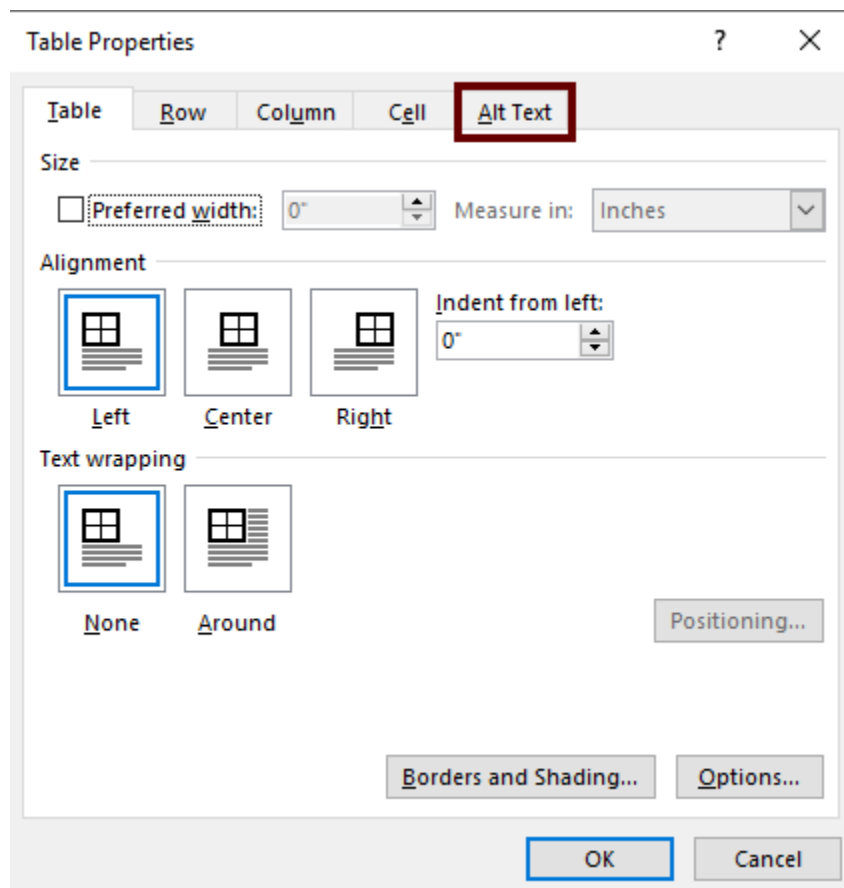 Table Properties ?
Table Row Column Cell Alt Text
Size
Preferred width: 0" Measure in: Inches
Alignment
Indent from left:
0"
Left Center Right
Text wrapping
None Around
Positioning...
Borders and Shading... Options...
OK Cancel